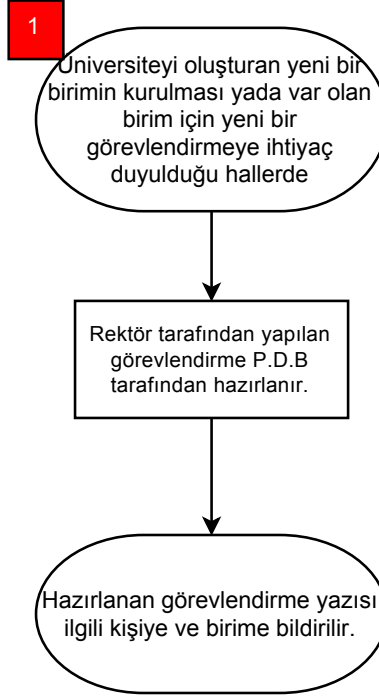 1
Üniversiteyi oluşturan yeni bir
birimin kurulması yada var olan
birim için yeni bir
görevlendirmeye ihtiyaç
duyulduğu hallerde
Rektör tarafından yapılan
görevlendirme P.D.B
tarafından hazırlanır.
Hazırlanan görevlendirme yazısı
ilgili kişiye ve birime bildirilir.